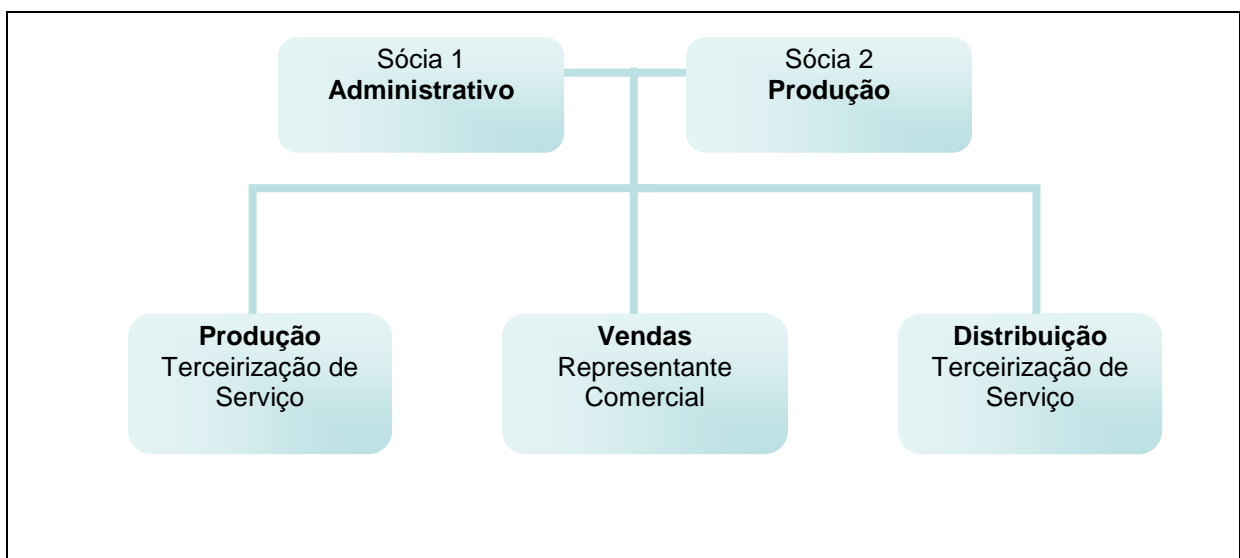 Sócia 1
Administrativo
Sócia 2
Produção
Produção
Terceirização de
Serviço
Vendas
Representante
Comercial
Distribuição
Terceirização de
Serviço